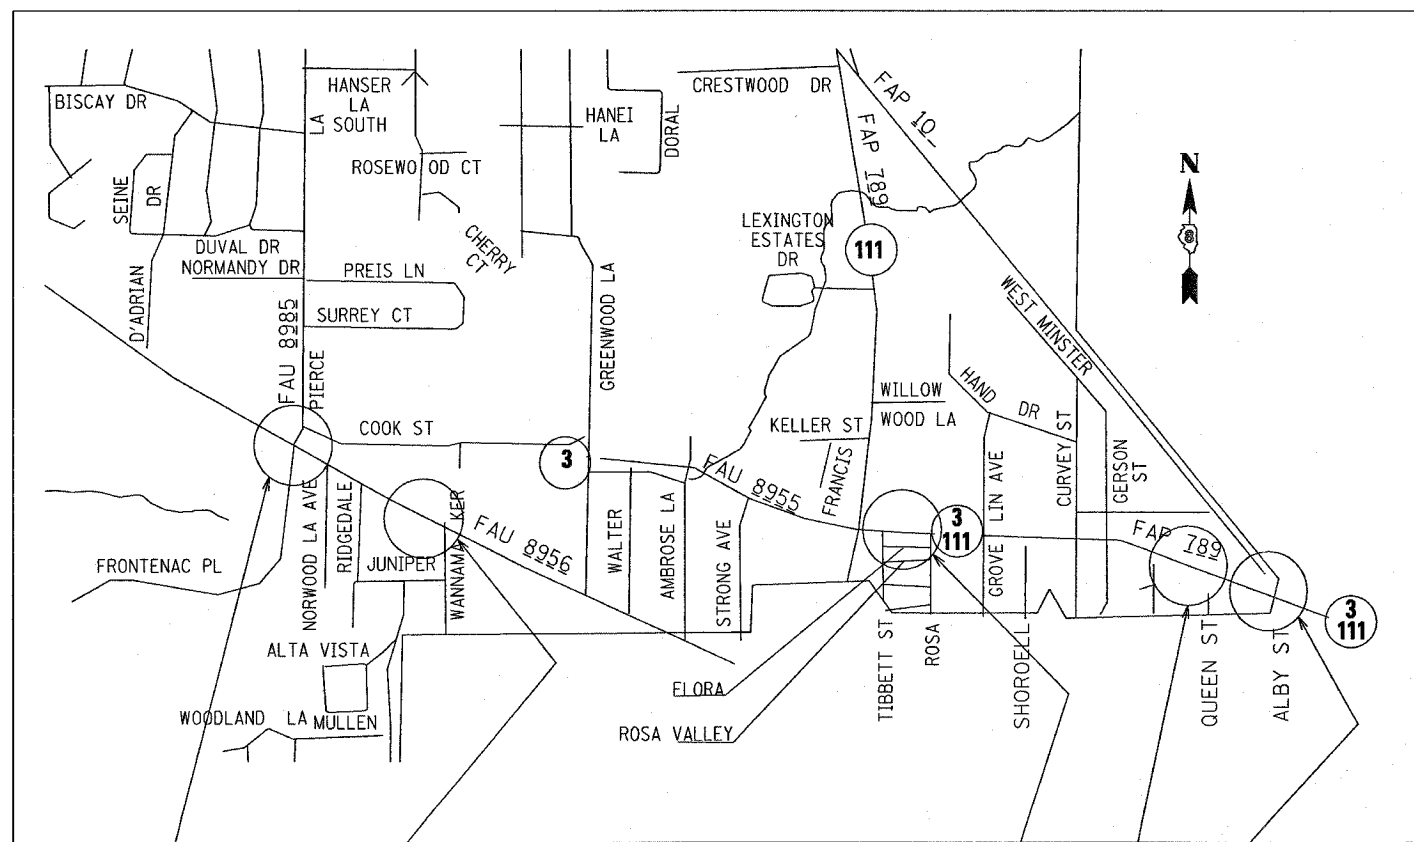 BISCAY DR
HANSER
LA
SOUTH
LA
HANEI
LA
DORAL
CRESTWOOD DR
FAP 10
FAP 789
N
ROSEWOOD CT
SEINE
DR
DUVAL DR
NORMANDY DR
D'ADRIAN
PREIS LN
CHERRY
CT
SURREY CT
FAU 8985
PIERCE
GREENWOOD LA
LEXINGTON
ESTATES
DR
111
8
WEST MINSTER
HAND DR
WILLOW
WOOD LA
KELLER ST
FRANCIS
COOK ST
3
FAU 8955
CURVEY ST
GERSON
ST
3
111
FAP 789
GROVE LIN AVE
FRONTENAC PL
NORWOOD LA AVE
RIDGEDALE
JUNIPER
WANNAMAKER
FAU 8956
WALTER
AMBROSE LA
STRONG AVE
3
111
TIBBETT ST
ROSA
SHOROELL
QUEEN ST
ALBY ST
ALTA VISTA
WOODLAND LA
MULLEN
FLORA
ROSA VALLEY